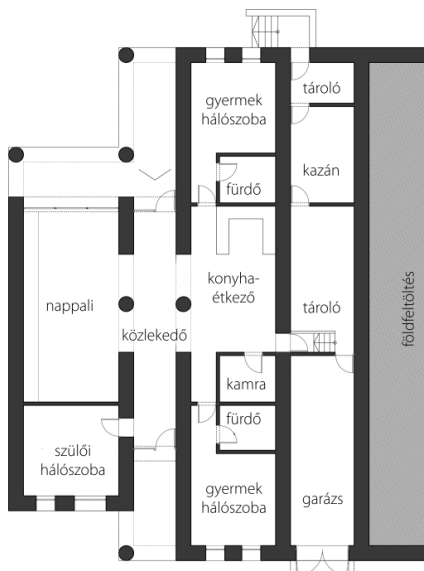 tároló
gyermek
hálószoba
kazán
fürdő
nappali
konyha-
étkező
tároló
közlekedő
földfeltöltés
kamra
fürdő
szülői
hálószoba
gyermek
hálószoba
garázs